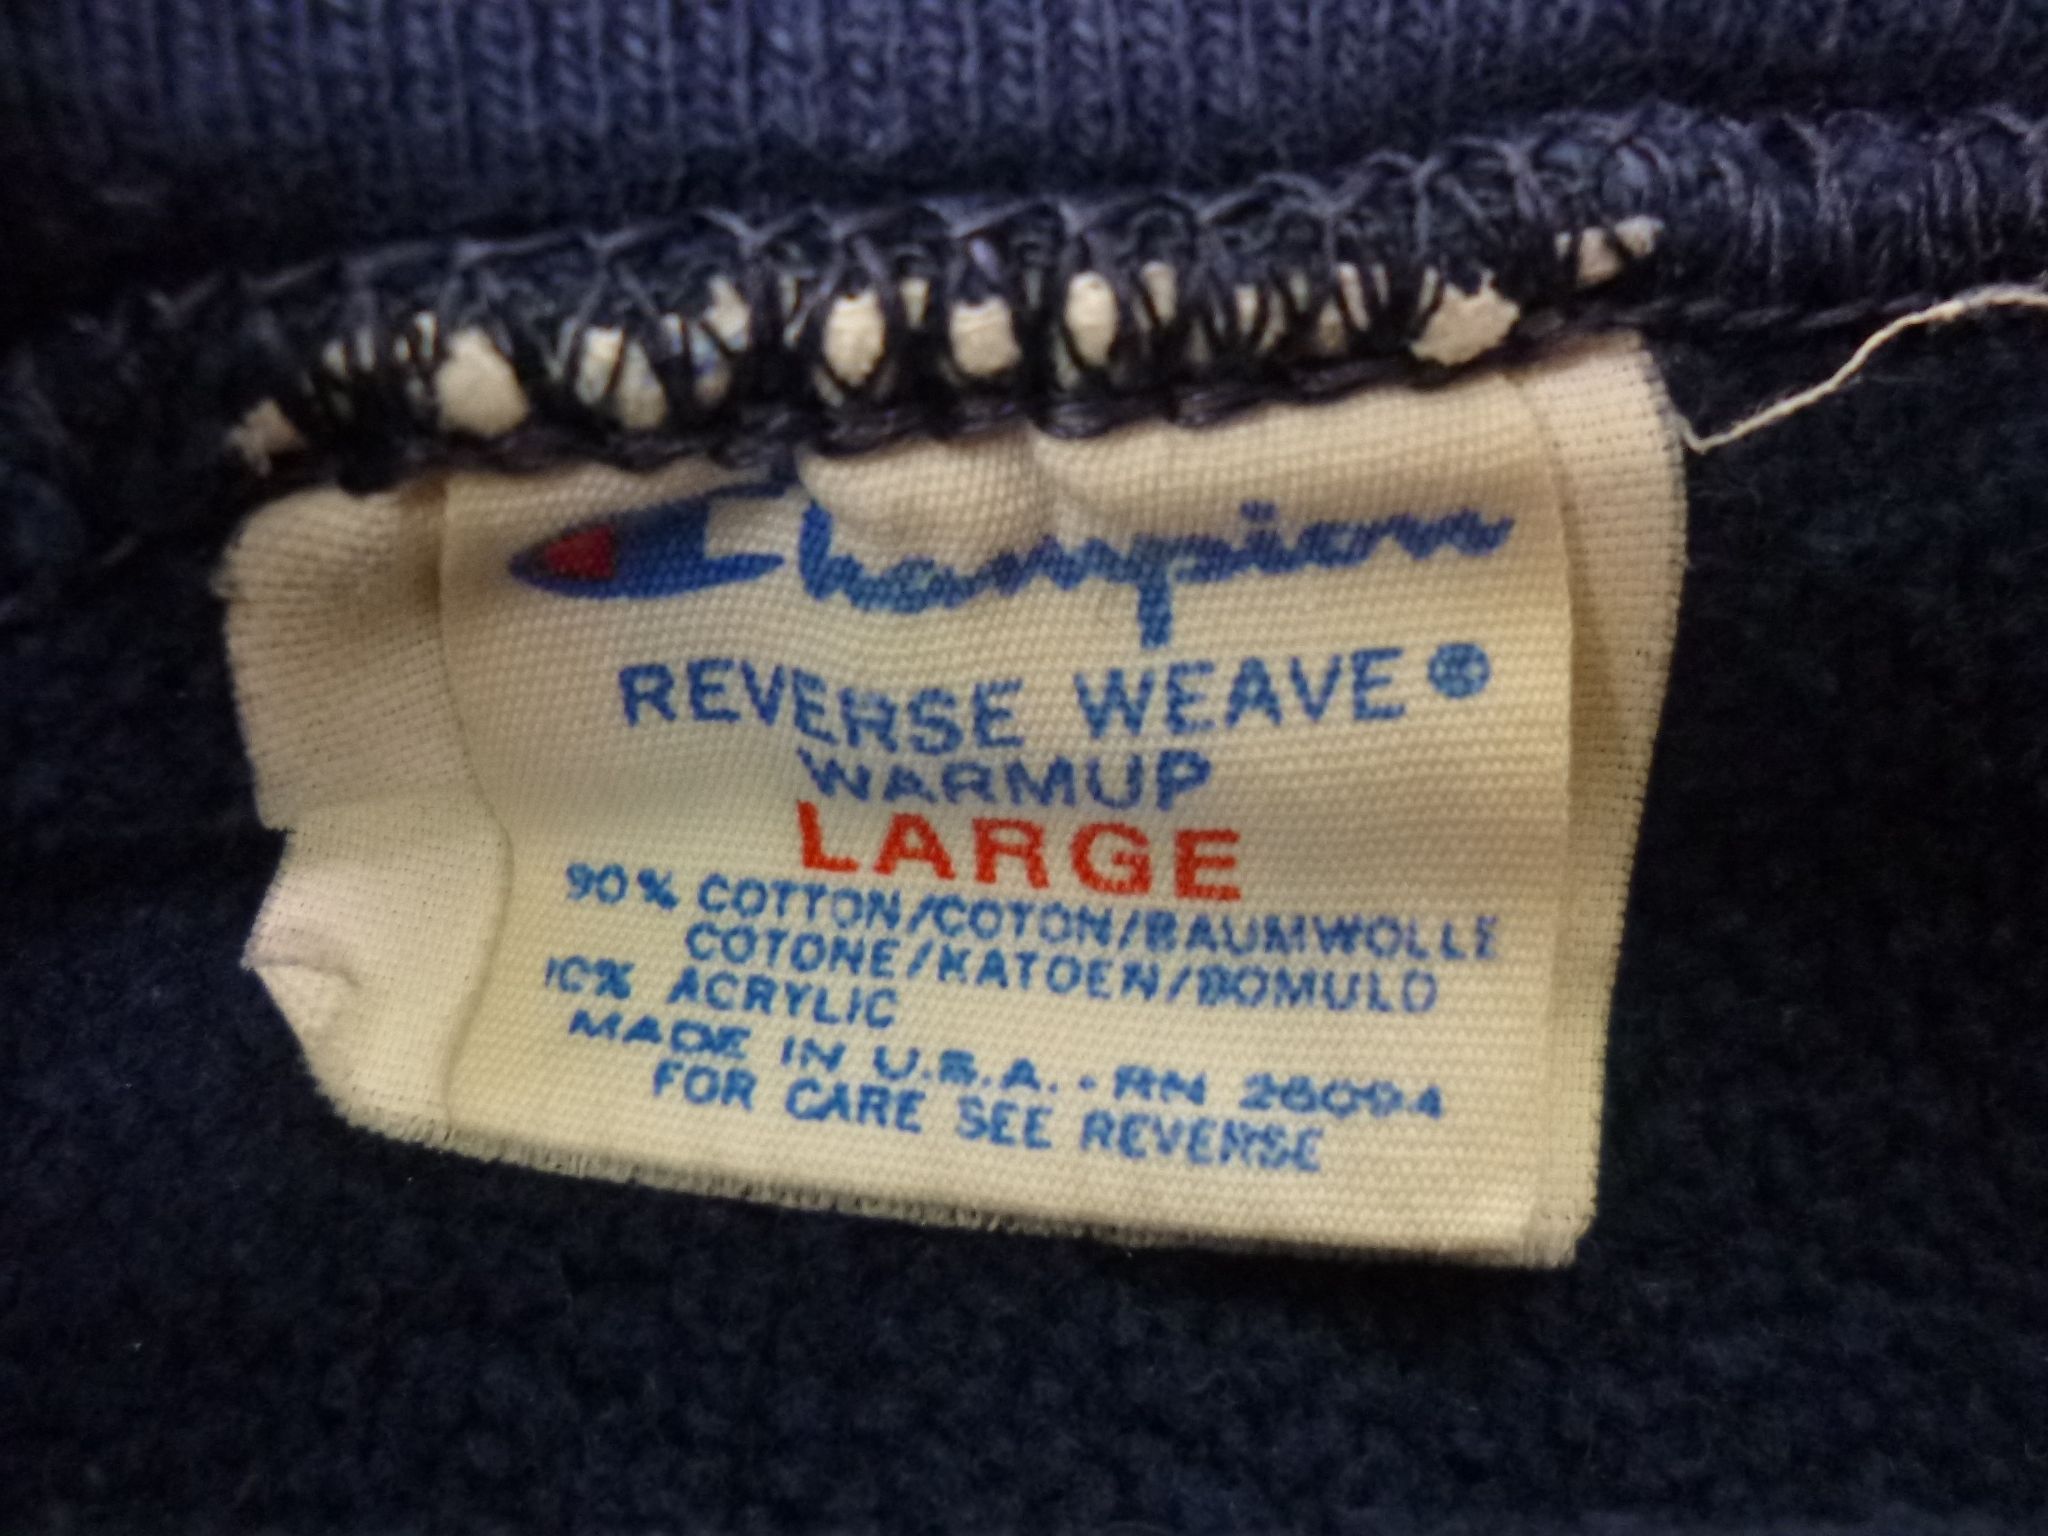 Champion
REVERSE WEAVE®
WARMUP
LARGE
90% COTTON/COTON/BAUMWOLLE
COTONE/KATOEN/BOMULD
10% ACRYLIC
MADE IN U.S.A. - RN 26094
FOR CARE SEE REVERSE